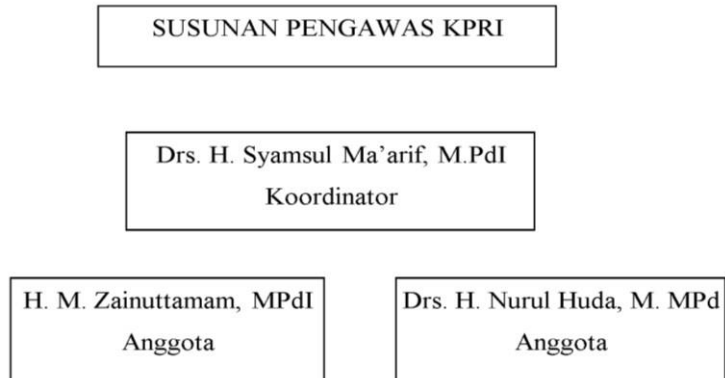 SUSUNAN PENGAWAS KPRI
Drs. H. Syamsul Ma’arif, M.PdI
Koordinator
H. M. Zainuttamam, MPdI
Anggota
Drs. H. Nurul Huda, M. MPd
Anggota